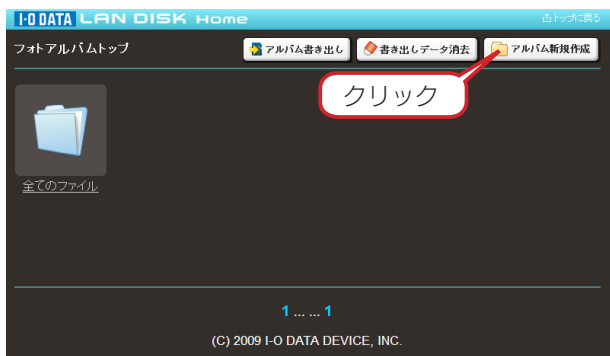 I-O DATA LAN DISK Home 凸トップに戻る
フォトアルバムトップ アルバム書き出し 書き出しデータ消去 アルバム新規作成
クリック
全てのファイル
1 ... ... 1
(C) 2009 I-O DATA DEVICE, INC.